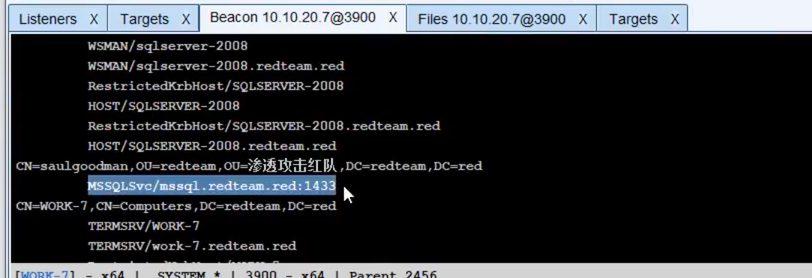 Listeners X Targets X Beacon 10.10.20.7@3900 X Files 10.10.20.7@3900 X Targets X
WSMAN/sqlserver-2008
WSMAN/sqlserver-2008.redteam.red
RestrictedKrbHost/SQLSERVER-2008
HOST/SQLSERVER-2008
RestrictedKrbHost/SQLSERVER-2008.redteam.red
HOST/SQLSERVER-2008.redteam.red
CN=saulgoodman,OU=redteam,OU=渗透攻击红队,DC=redteam,DC=red
MSSQLSvc/mssql.redteam.red:1433
CN=WORK-7,CN=Computers,DC=redteam,DC=red
TERMSRV/WORK-7
TERMSRV/work-7.redteam.red
[WORK-7] - x64 | SYSTEM * | 3900 - x64 | Parent 2456